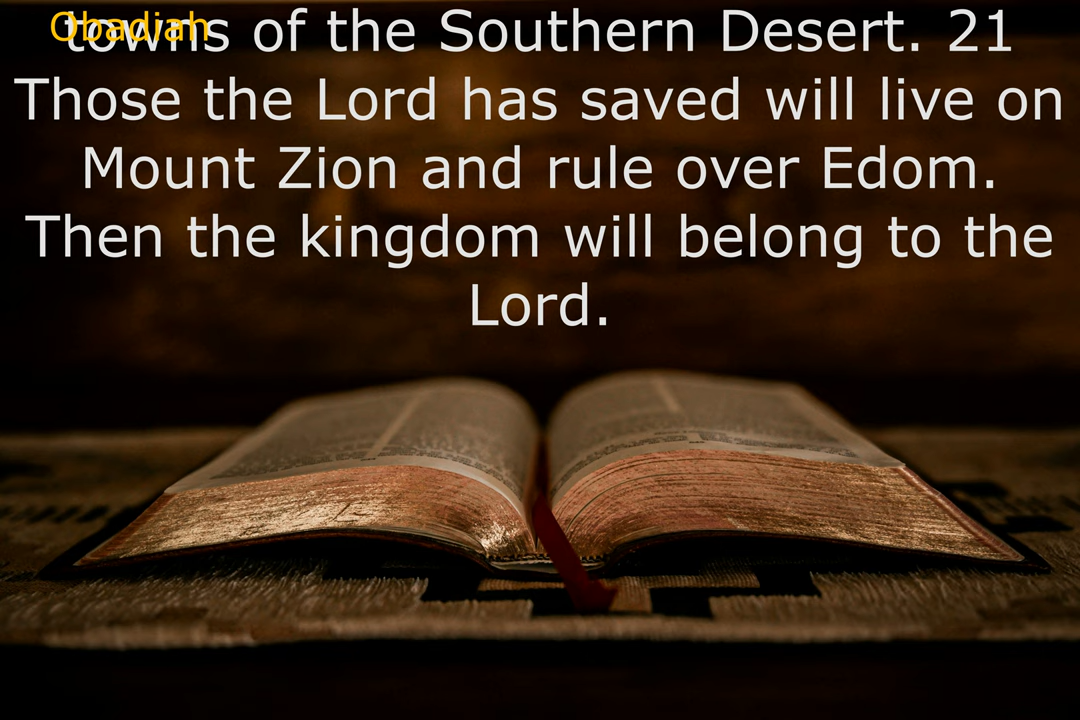 Obadiah
towns of the Southern Desert. 21
Those the Lord has saved will live on
Mount Zion and rule over Edom.
Then the kingdom will belong to the
Lord.